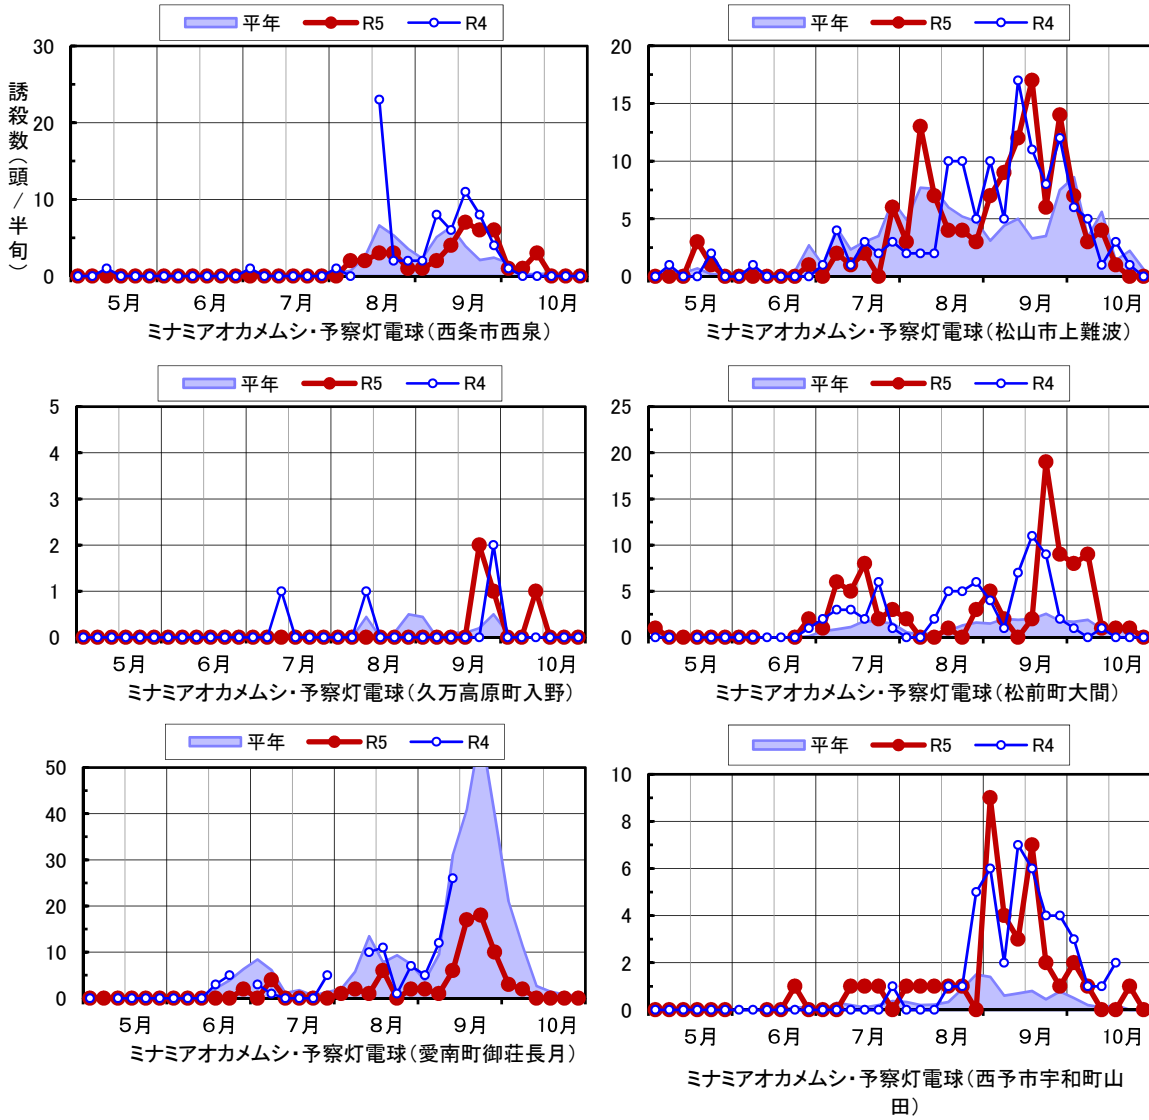 平年 R5 R4
誘殺数（頭/半旬）
30
20
10
0
5月 6月 7月 8月 9月 10月
ミナミアオカメムシ・予察灯電球（西条市西泉）
平年 R5 R4
20
15
10
5
0
5月 6月 7月 8月 9月 10月
ミナミアオカメムシ・予察灯電球（松山市上難波）
平年 R5 R4
5
4
3
2
1
0
5月 6月 7月 8月 9月 10月
ミナミアオカメムシ・予察灯電球（久万高原町入野）
平年 R5 R4
25
20
15
10
5
0
5月 6月 7月 8月 9月 10月
ミナミアオカメムシ・予察灯電球（松前町大間）
平年 R5 R4
50
40
30
20
10
0
5月 6月 7月 8月 9月 10月
ミナミアオカメムシ・予察灯電球（愛南町御荘長月）
平年 R5 R4
10
8
6
4
2
0
5月 6月 7月 8月 9月 10月
ミナミアオカメムシ・予察灯電球（西予市宇和町山
田）